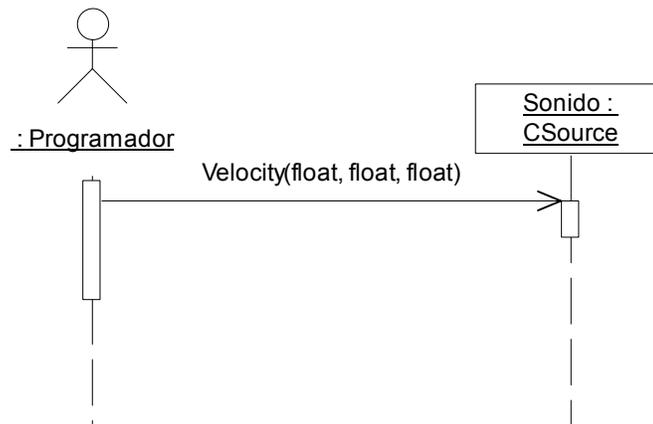 : Programador
Sonido :
CSource
Velocity(float, float, float)